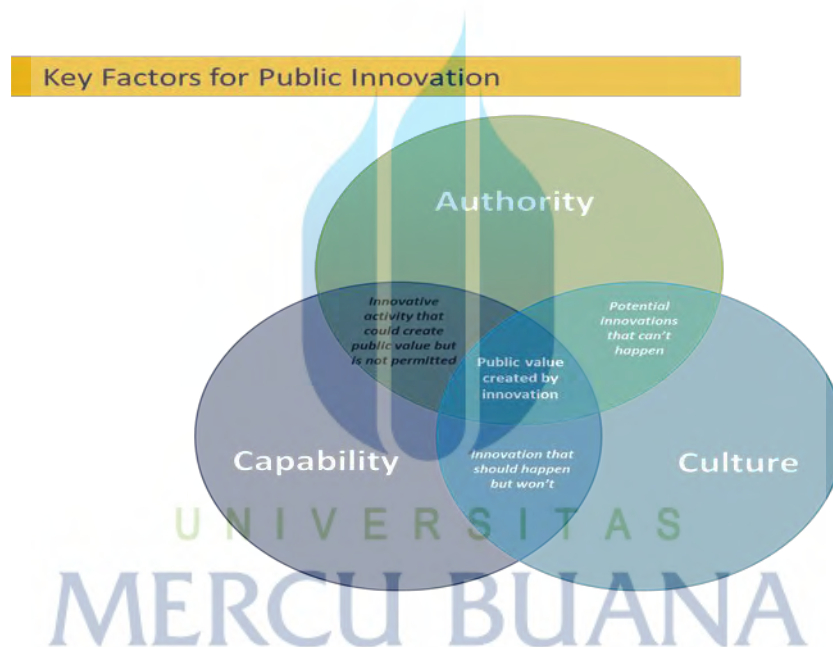 Key Factors for Public Innovation
Authority
Innovative
activity that
could create
public value but
is not permitted
Potential
innovations
that can't
happen
Public value
created by
innovation
Capability
Innovation that
should happen
but won't
Culture
UNIVERSITAS
MERCU BUANA